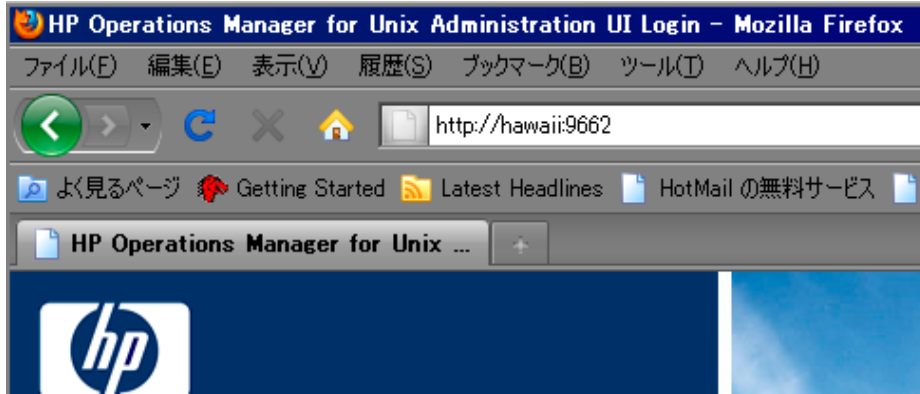 HP Operations Manager for Unix Administration UI Login - Mozilla Firefox
ファイル(F) 編集(E) 表示(V) 履歴(S) ブックマーク(B) ツール(T) ヘルプ(H)
http://hawaii:9662
よく見るページ Getting Started Latest Headlines HotMail の無料サービス
HP Operations Manager for Unix ...
hp